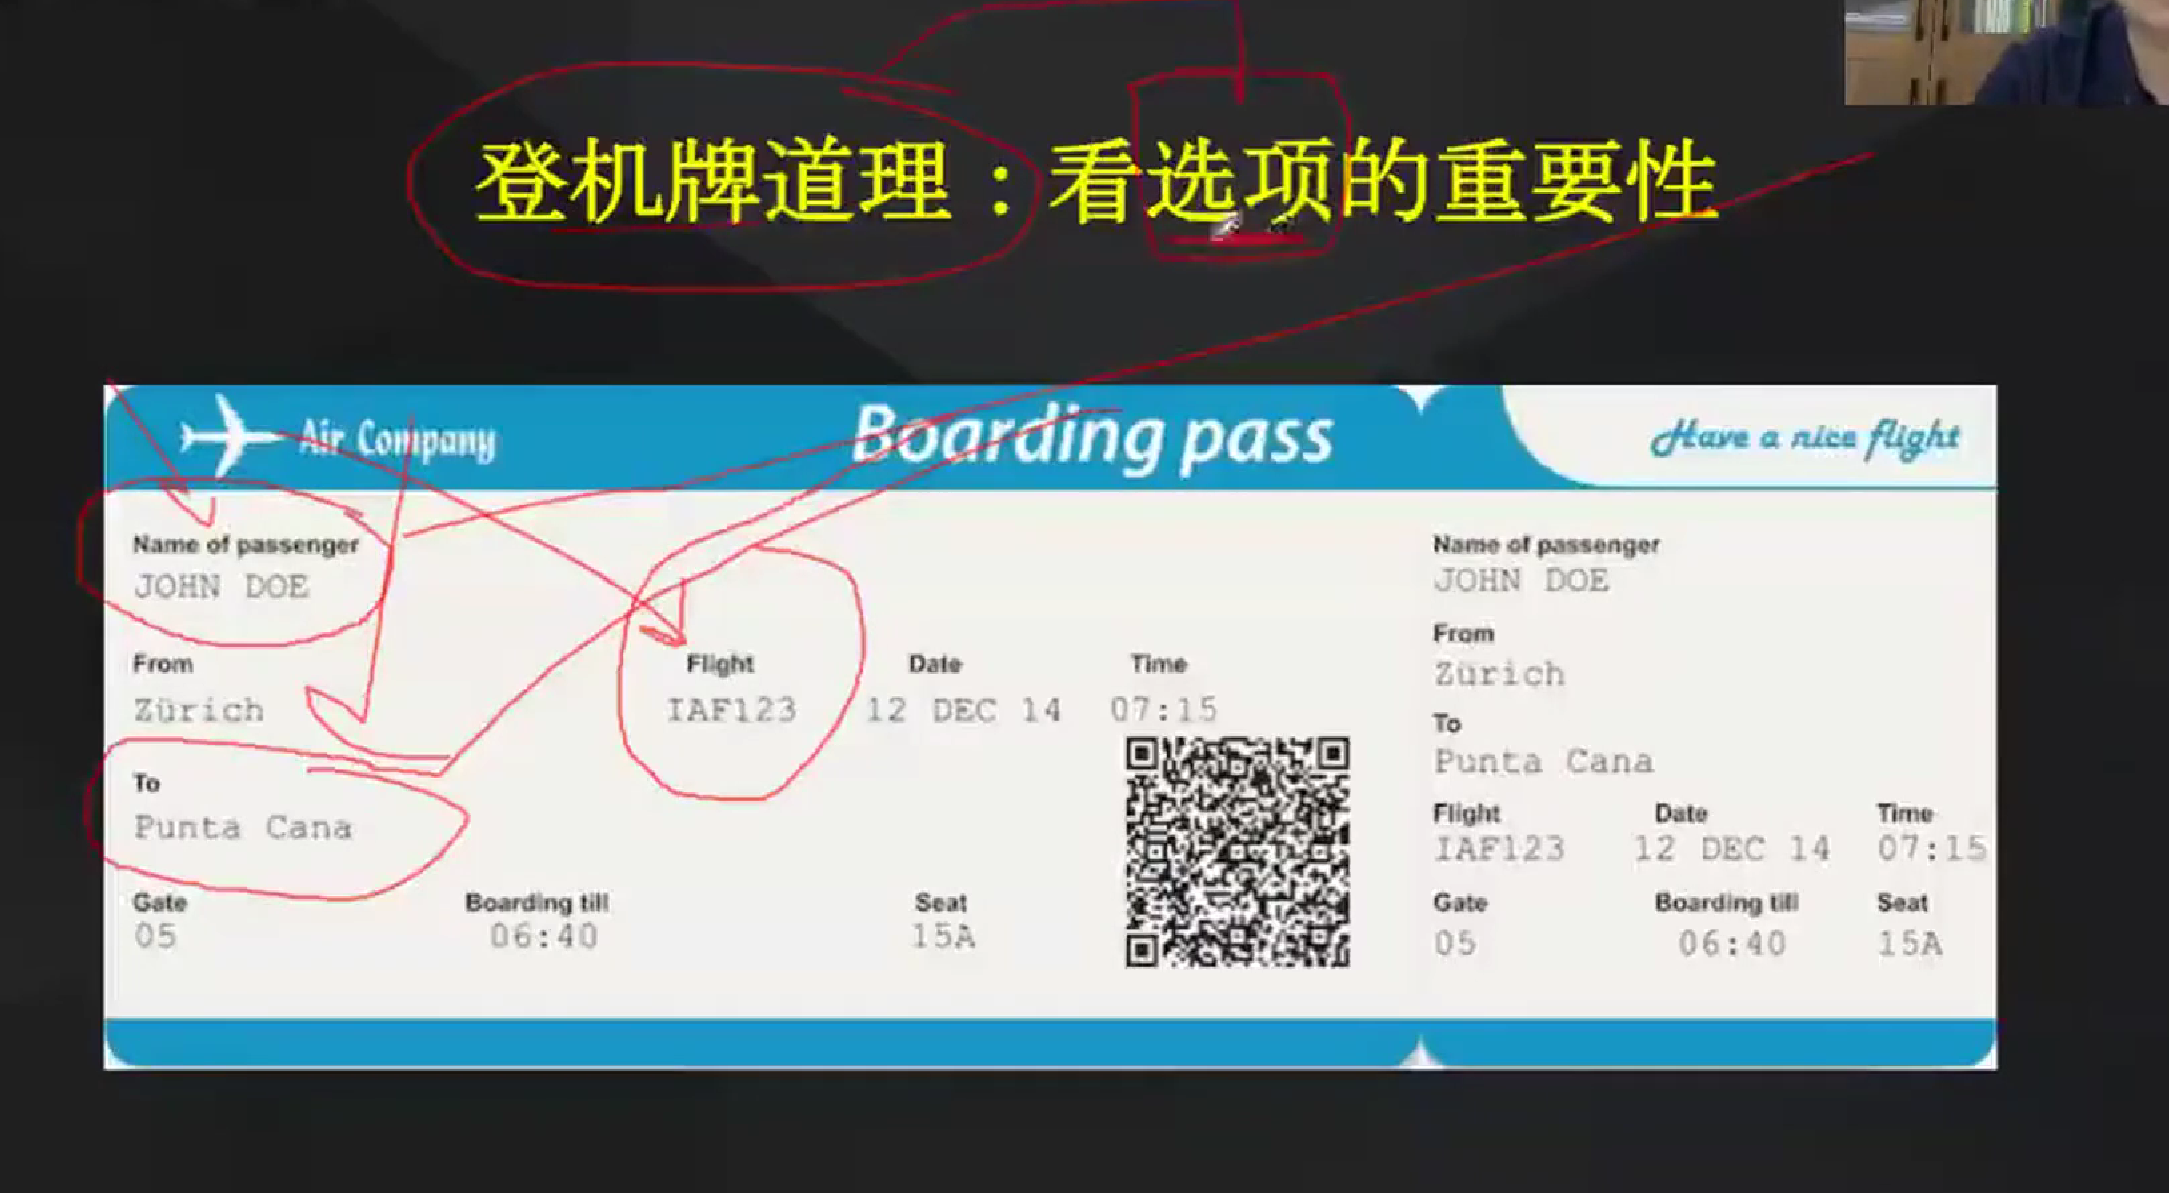 登机牌道理：看选项的重要性
Air Company
Boarding pass
Have a nice flight
Name of passenger
JOHN DOE
From
Zürich
To
Punta Cana
Flight Date Time
IAF123 12 DEC 14 07:15
Gate Boarding till Seat
05 06:40 15A
Name of passenger
JOHN DOE
From
Zürich
To
Punta Cana
Flight Date Time
IAF123 12 DEC 14 07:15
Gate Boarding till Seat
05 06:40 15A